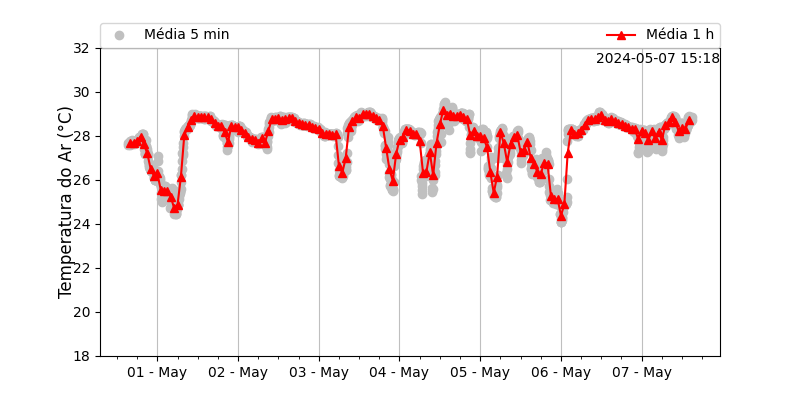 Média 5 min
Média 1 h
2024-05-07 15:18
Temperatura do Ar (°C)
32
30
28
26
24
22
20
18
01 - May
02 - May
03 - May
04 - May
05 - May
06 - May
07 - May